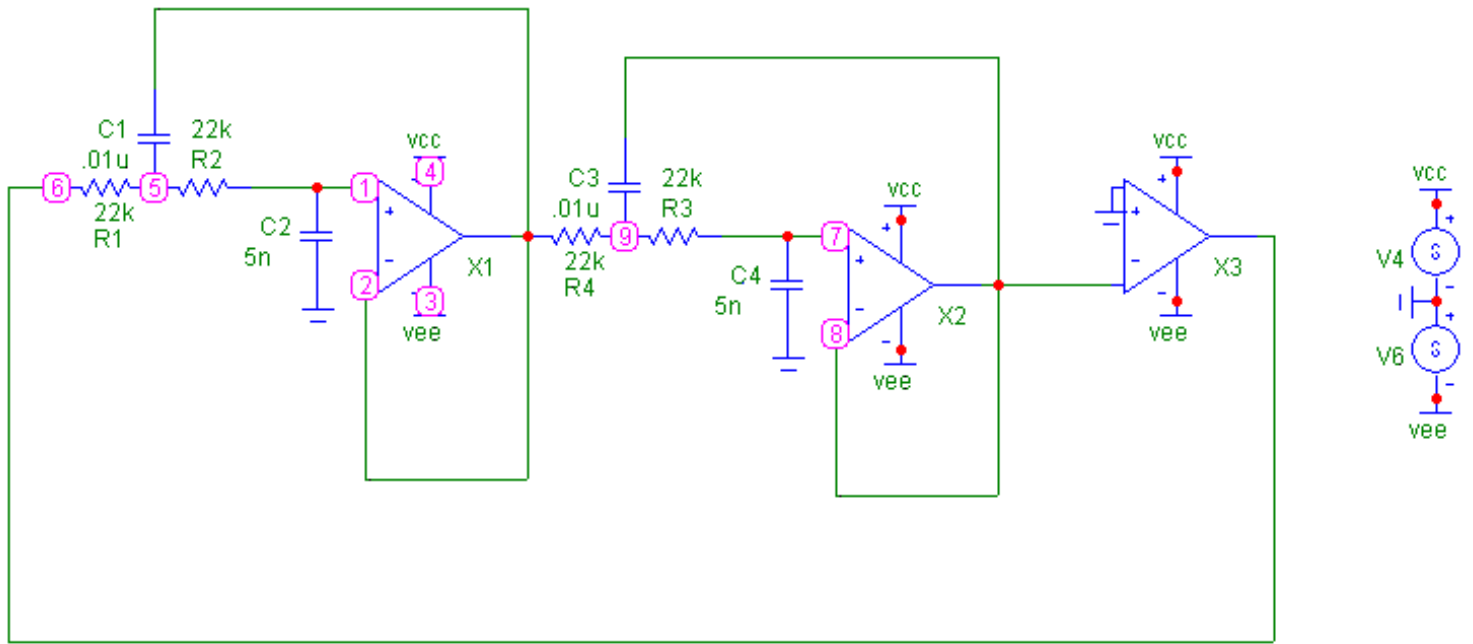 C1
.01u
22k
R2
6
5
22k
R1
1
C2
5n
vcc
4
+
-
2
3
vee
X1
C3
.01u
22k
R3
9
22k
R4
7
C4
5n
vcc
+
+
-
8
-
vee
X2
vcc
+
+
-
-
vee
X3
vcc
+
V4
S
-
+
V6
S
-
vee